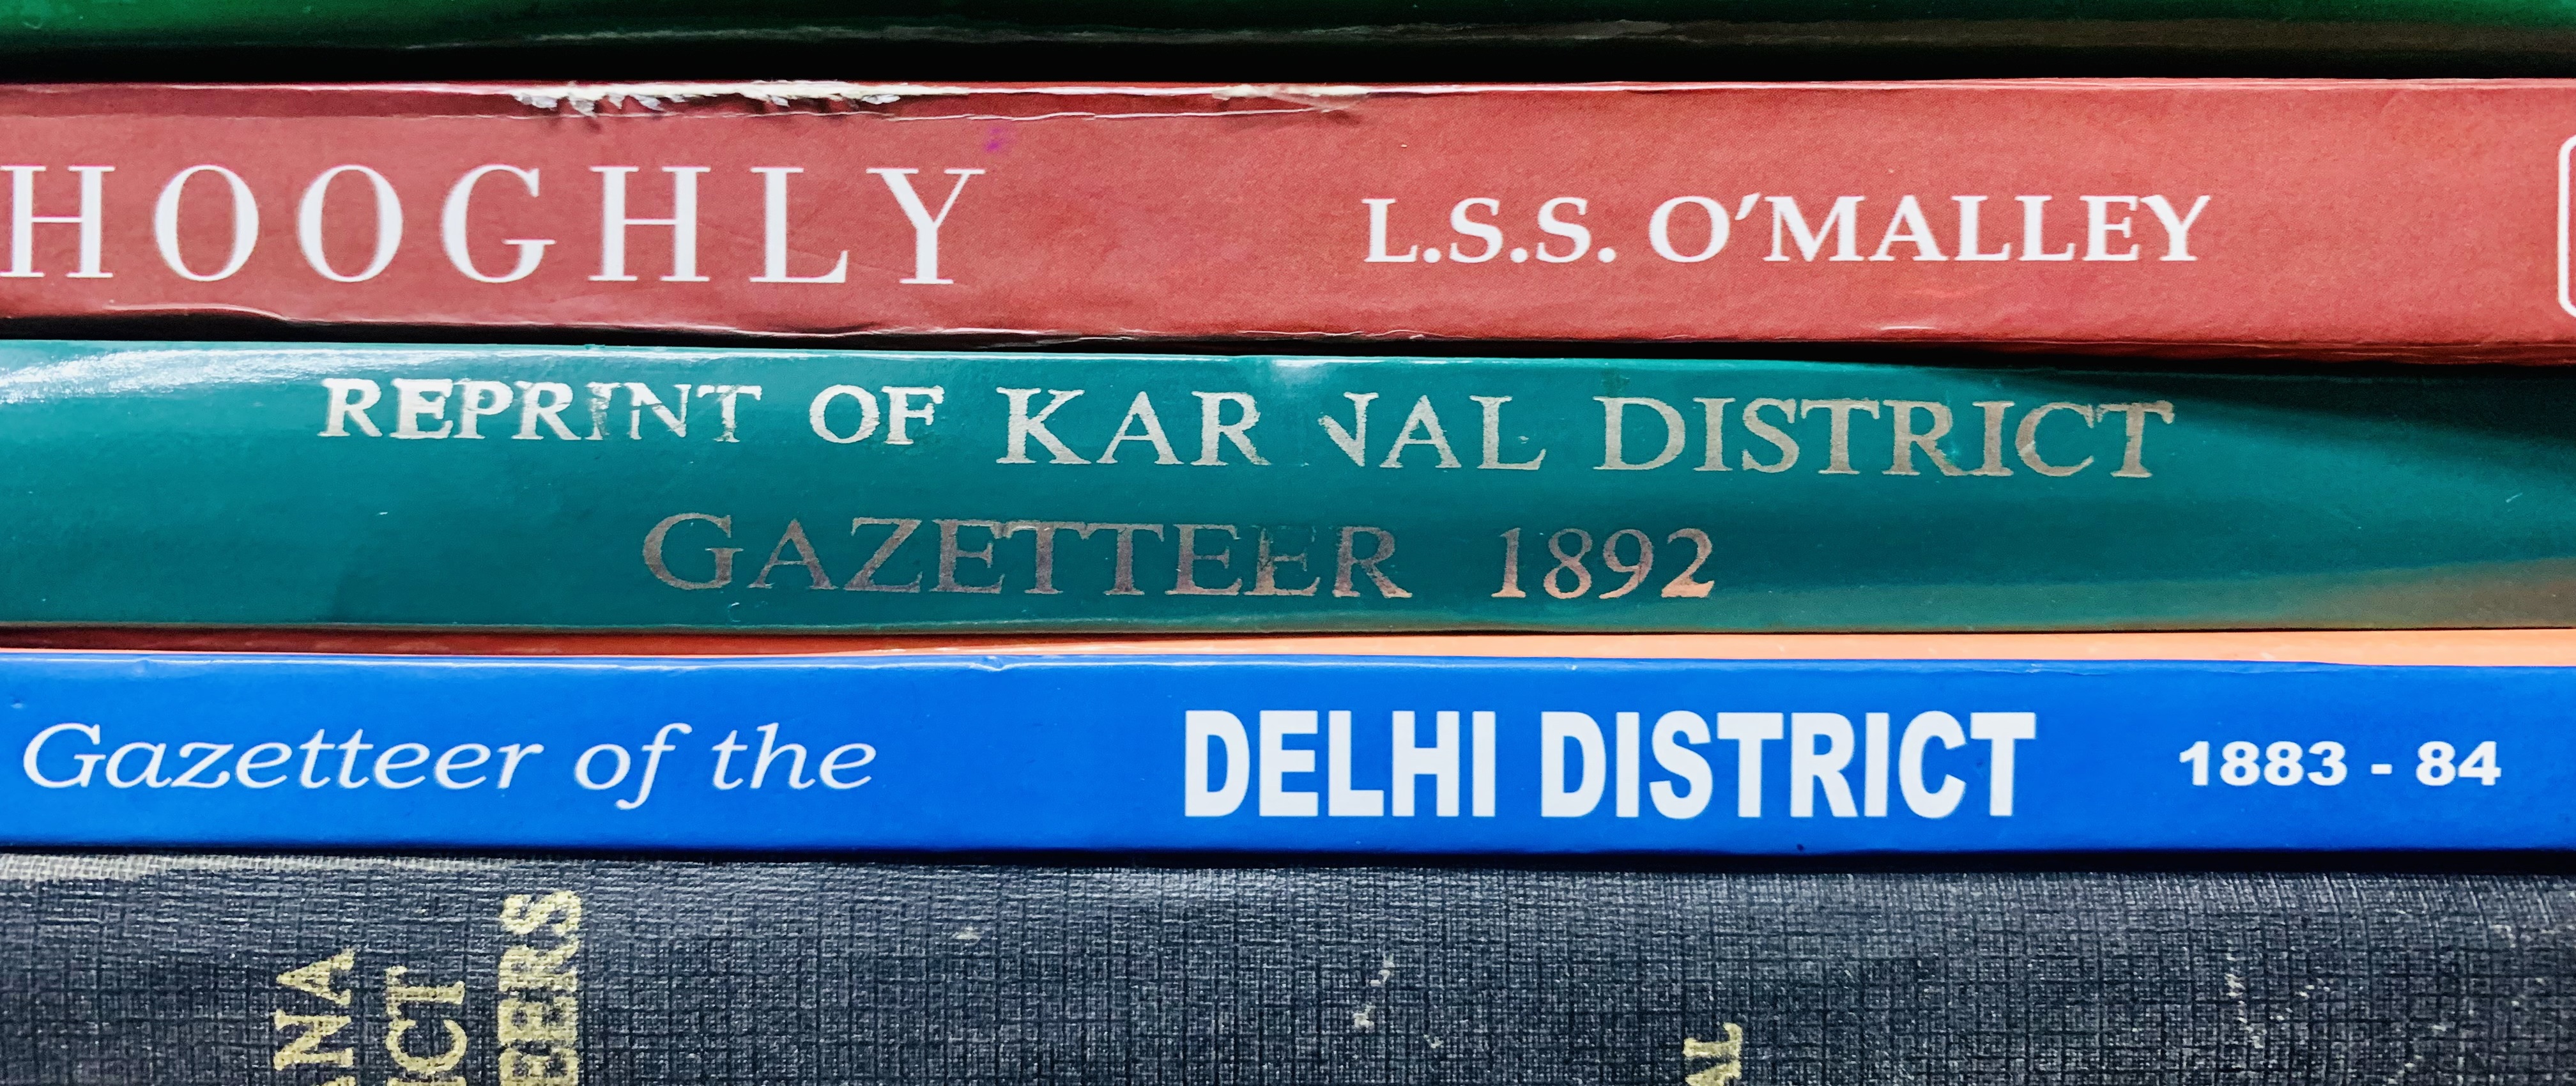 HOOGHLY L.S.S. O'MALLEY
REPRINT OF KARNAL DISTRICT
GAZETTEER 1892
Gazetteer of the DELHI DISTRICT 1883 - 84